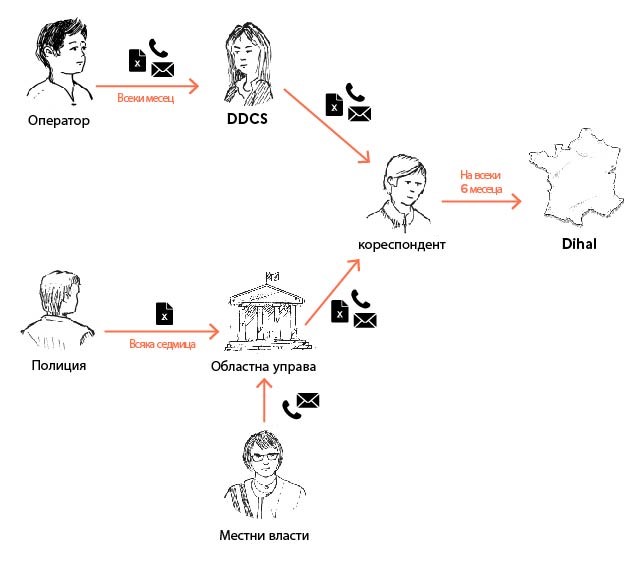 Всеки месец
Оператор
DDCS
На всеки
6 месеца
кореспондент
Dihal
Всяка седмица
Полиция
Областна управа
Местни власти